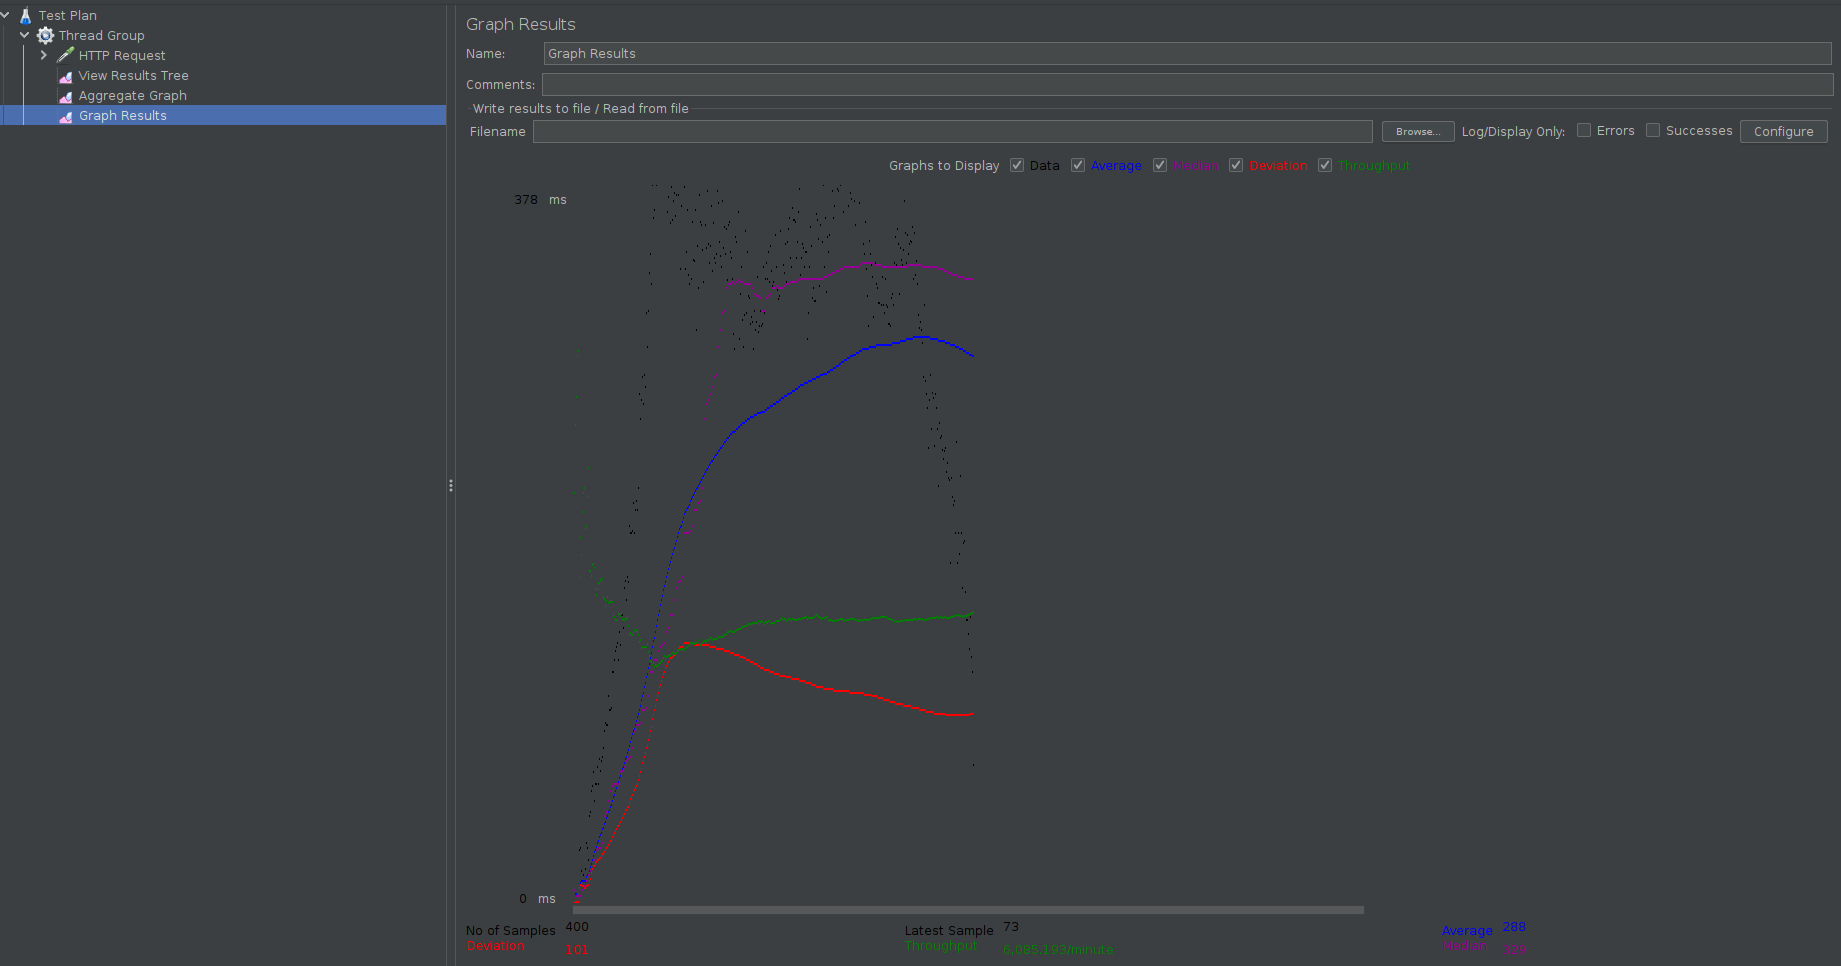 Test Plan
Thread Group
HTTP Request
View Results Tree
Aggregate Graph
Graph Results
Graph Results
Name: Graph Results
Comments:
Write results to file / Read from file
Filename Browse... Log/Display Only: Errors Successes Configure
Graphs to Display Data Average Median Deviation Throughput
378 ms
0 ms
No of Samples 400 Latest Sample 73 Average 288
Deviation 101 Throughput 6,085.193/minute Median